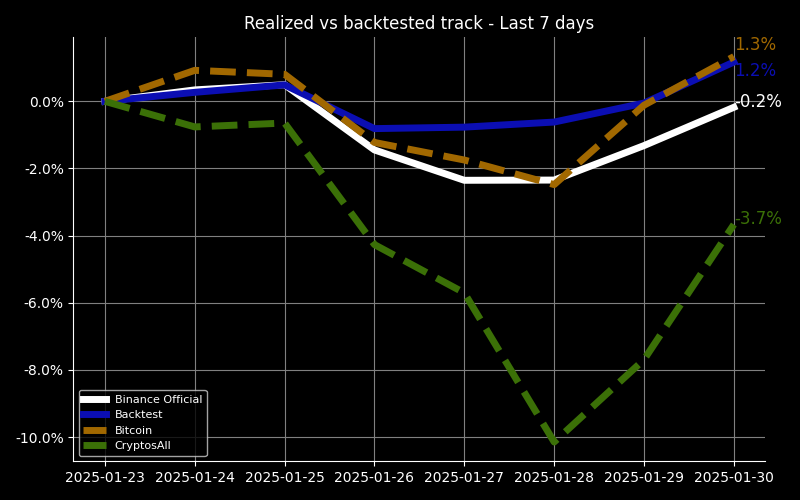 Realized vs backtested track - Last 7 days
1.3%
1.2%
-0.2%
-3.7%
0.0%
-2.0%
-4.0%
-6.0%
-8.0%
-10.0%
Binance Official
Backtest
Bitcoin
CryptosAll
2025-01-23 2025-01-24 2025-01-25 2025-01-26 2025-01-27 2025-01-28 2025-01-29 2025-01-30